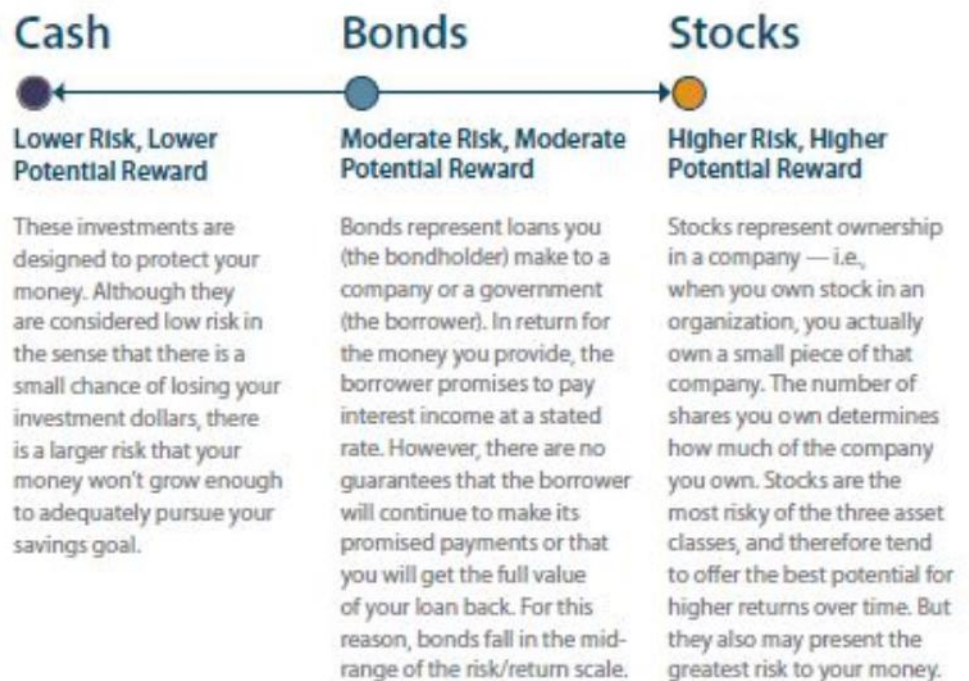 Cash
Lower Risk, Lower
Potential Reward
These investments are
designed to protect your
money. Although they
are considered low risk in
the sense that there is a
small chance of losing your
investment dollars, there
is a larger risk that your
money won't grow enough
to adequately pursue your
savings goal.
Bonds
Moderate Risk, Moderate
Potential Reward
Bonds represent loans you
(the bondholder) make to a
company or a government
(the borrower). In return for
the money you provide, the
borrower promises to pay
interest income at a stated
rate. However, there are no
guarantees that the borrower
will continue to make its
promised payments or that
you will get the full value
of your loan back. For this
reason, bonds fall in the mid-
range of the risk/return scale.
Stocks
Higher Risk, Higher
Potential Reward
Stocks represent ownership
in a company — i.e.,
when you own stock in an
organization, you actually
own a small piece of that
company. The number of
shares you own determines
how much of the company
you own. Stocks are the
most risky of the three asset
classes, and therefore tend
to offer the best potential for
higher returns over time. But
they also may present the
greatest risk to your money.